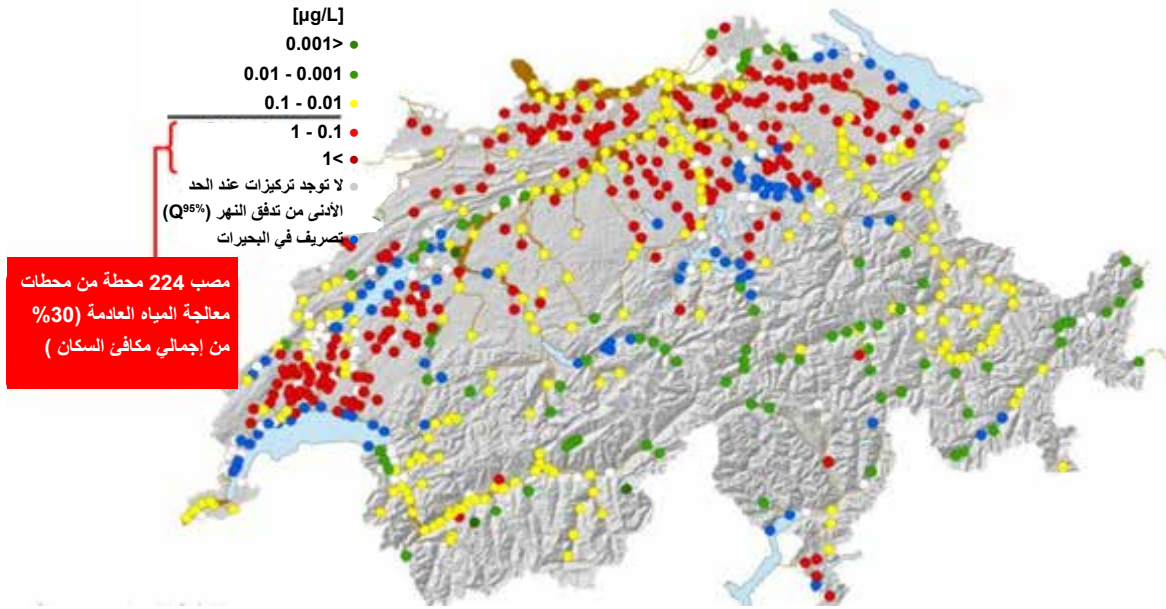 [µg/L]
0.001>
0.01 - 0.001
0.1 - 0.01
1 - 0.1
1<
لا توجد تركيزات عند الحد
الأدنى من تدفق النهر (Q95%)
تصريف في البحيرات
مصب 224 محطة من محطات
معالجة المياه العادمة (30%
من إجمالي مكافئ السكان )